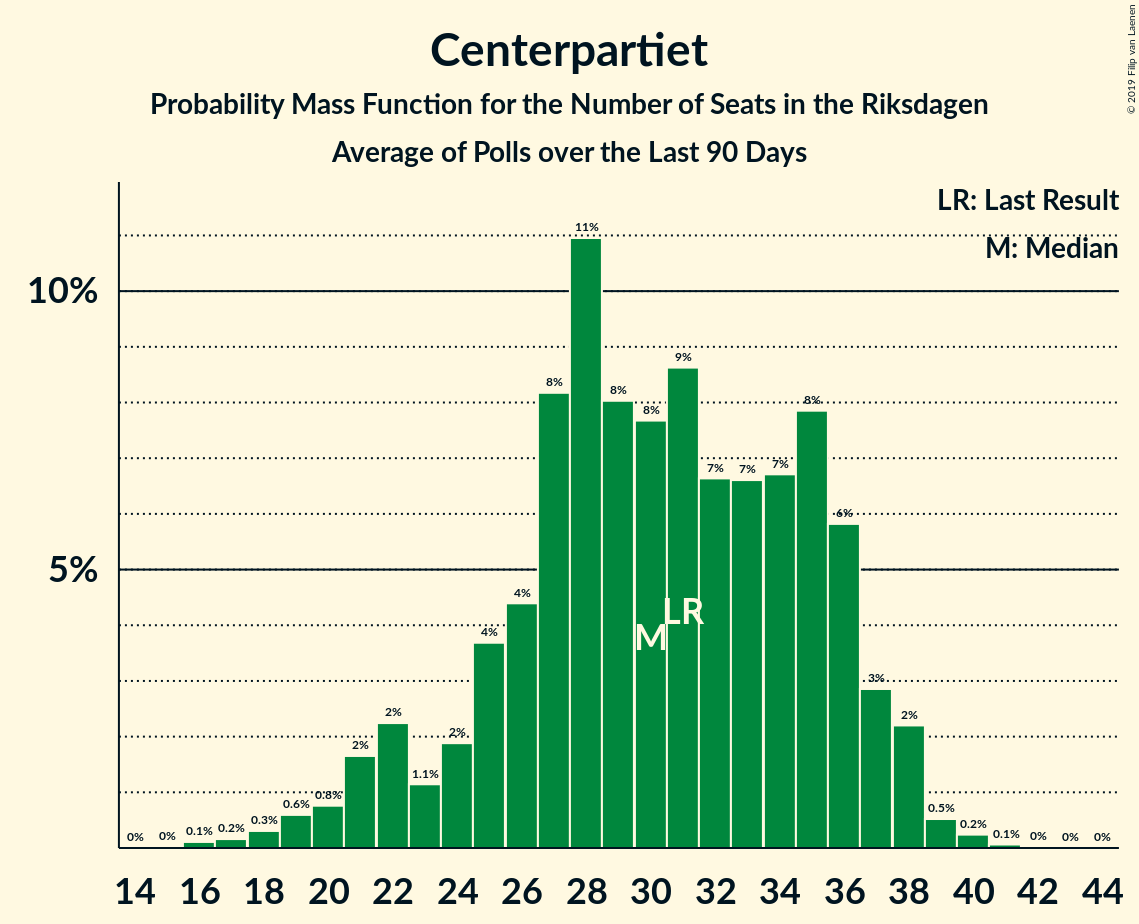 Centerpartiet
Probability Mass Function for the Number of Seats in the Riksdagen
Average of Polls over the Last 90 Days
© 2019 Filip van Laenen
LR: Last Result
M: Median
10%
5%
0% 0% 0.1% 0.2% 0.3% 0.6% 0.8% 2% 2% 1.1% 2% 4% 4% 8% 11% 8% 8% 9% 7% 7% 7% 8% 6% 3% 2% 0.5% 0.2% 0.1% 0% 0% 0%
M LR
14 16 18 20 22 24 26 28 30 32 34 36 38 40 42 44